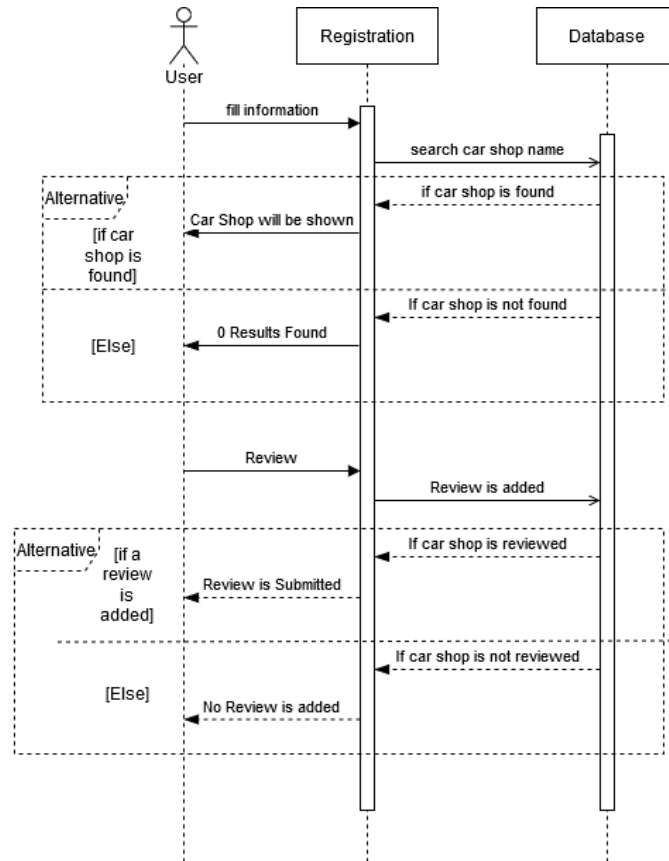 User
Registration
Database
fill information
search car shop name
Alternative
if car shop is found
Car Shop will be shown
[if car
shop is
found]
If car shop is not found
0 Results Found
[Else]
Review
Review is added
Alternative
[if a
review
is
added]
If car shop is reviewed
Review is Submitted
If car shop is not reviewed
[Else]
No Review is added